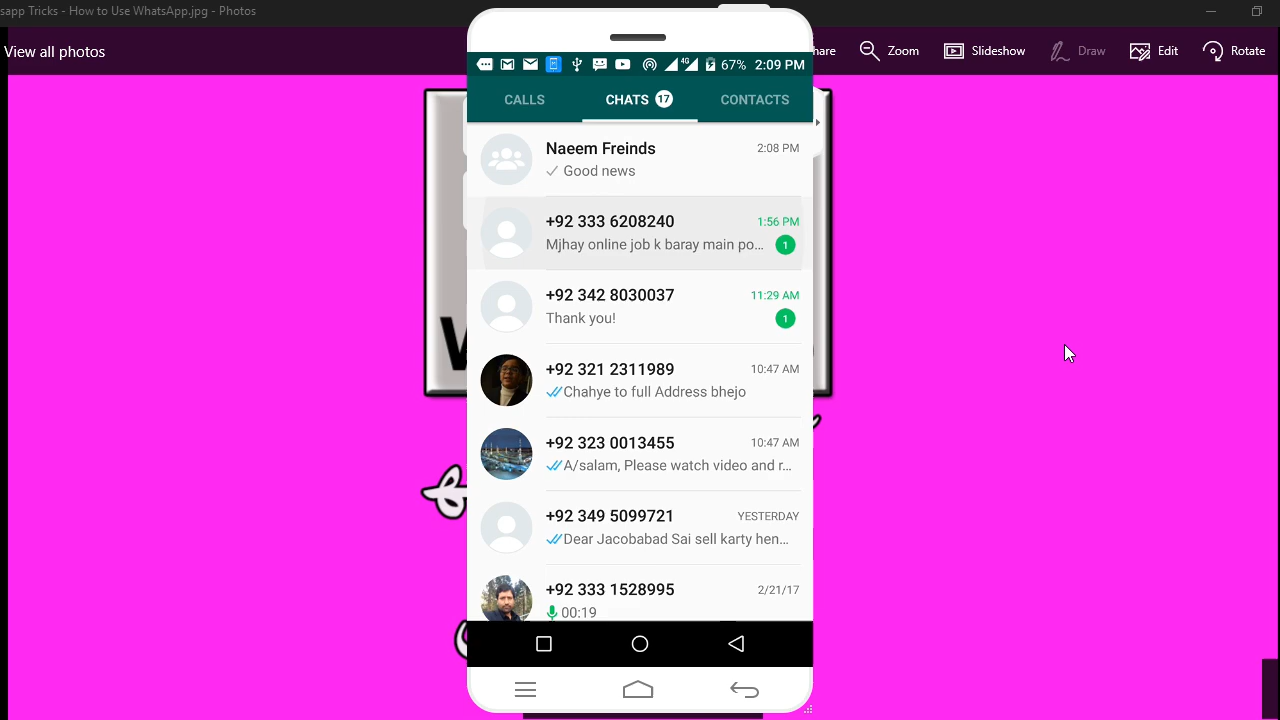 sapp Tricks - How to Use WhatsApp.jpg - Photos
View all photos
hare Zoom Slideshow Draw Edit Rotate
4G 67% 2:09 PM
CALLS CHATS 17 CONTACTS
Naeem Freinds 2:08 PM
Good news
+92 333 6208240 1:56 PM
Mjhay online job k baray main po... 1
+92 342 8030037 11:29 AM
Thank you! 1
+92 321 2311989 10:47 AM
Chahye to full Address bhejo
+92 323 0013455 10:47 AM
A/salam, Please watch video and r...
+92 349 5099721 YESTERDAY
Dear Jacobabad Sai sell karty hen...
+92 333 1528995 2/21/17
00:19